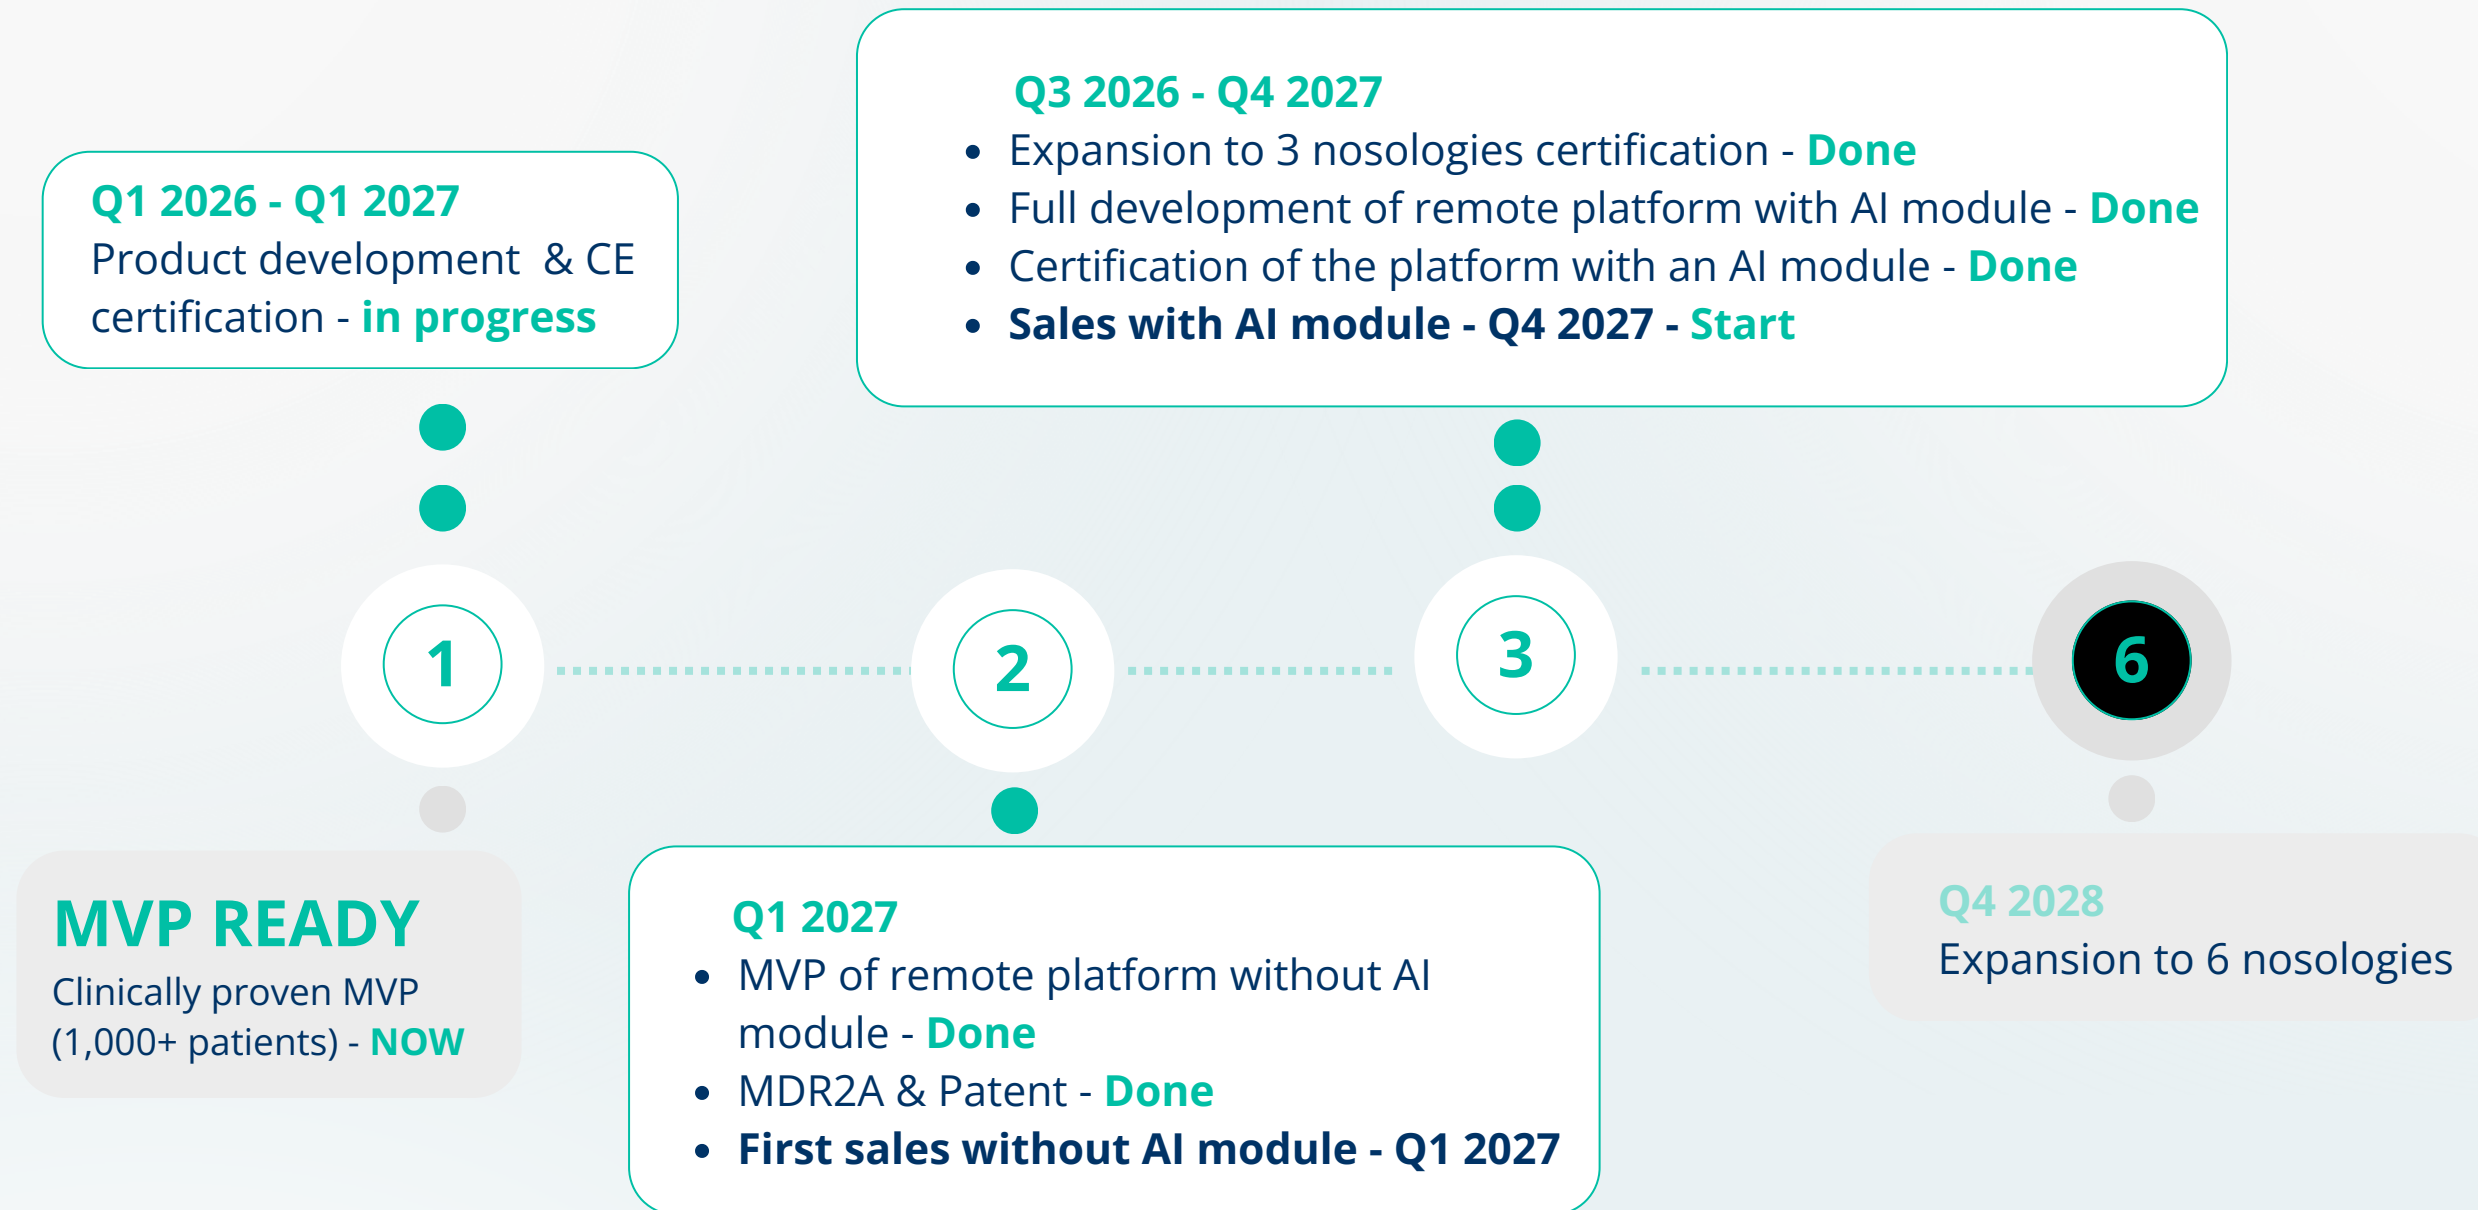 Q1 2026 - Q1 2027
Product development & CE
certification - in progress
Q3 2026 - Q4 2027
• Expansion to 3 nosologies certification - Done
• Full development of remote platform with AI module - Done
• Certification of the platform with an AI module - Done
• Sales with AI module - Q4 2027 - Start
1
2
3
6
MVP READY
Clinically proven MVP
(1,000+ patients) - NOW
Q1 2027
• MVP of remote platform without AI
module - Done
• MDR2A & Patent - Done
• First sales without AI module - Q1 2027
Q4 2028
Expansion to 6 nosologies